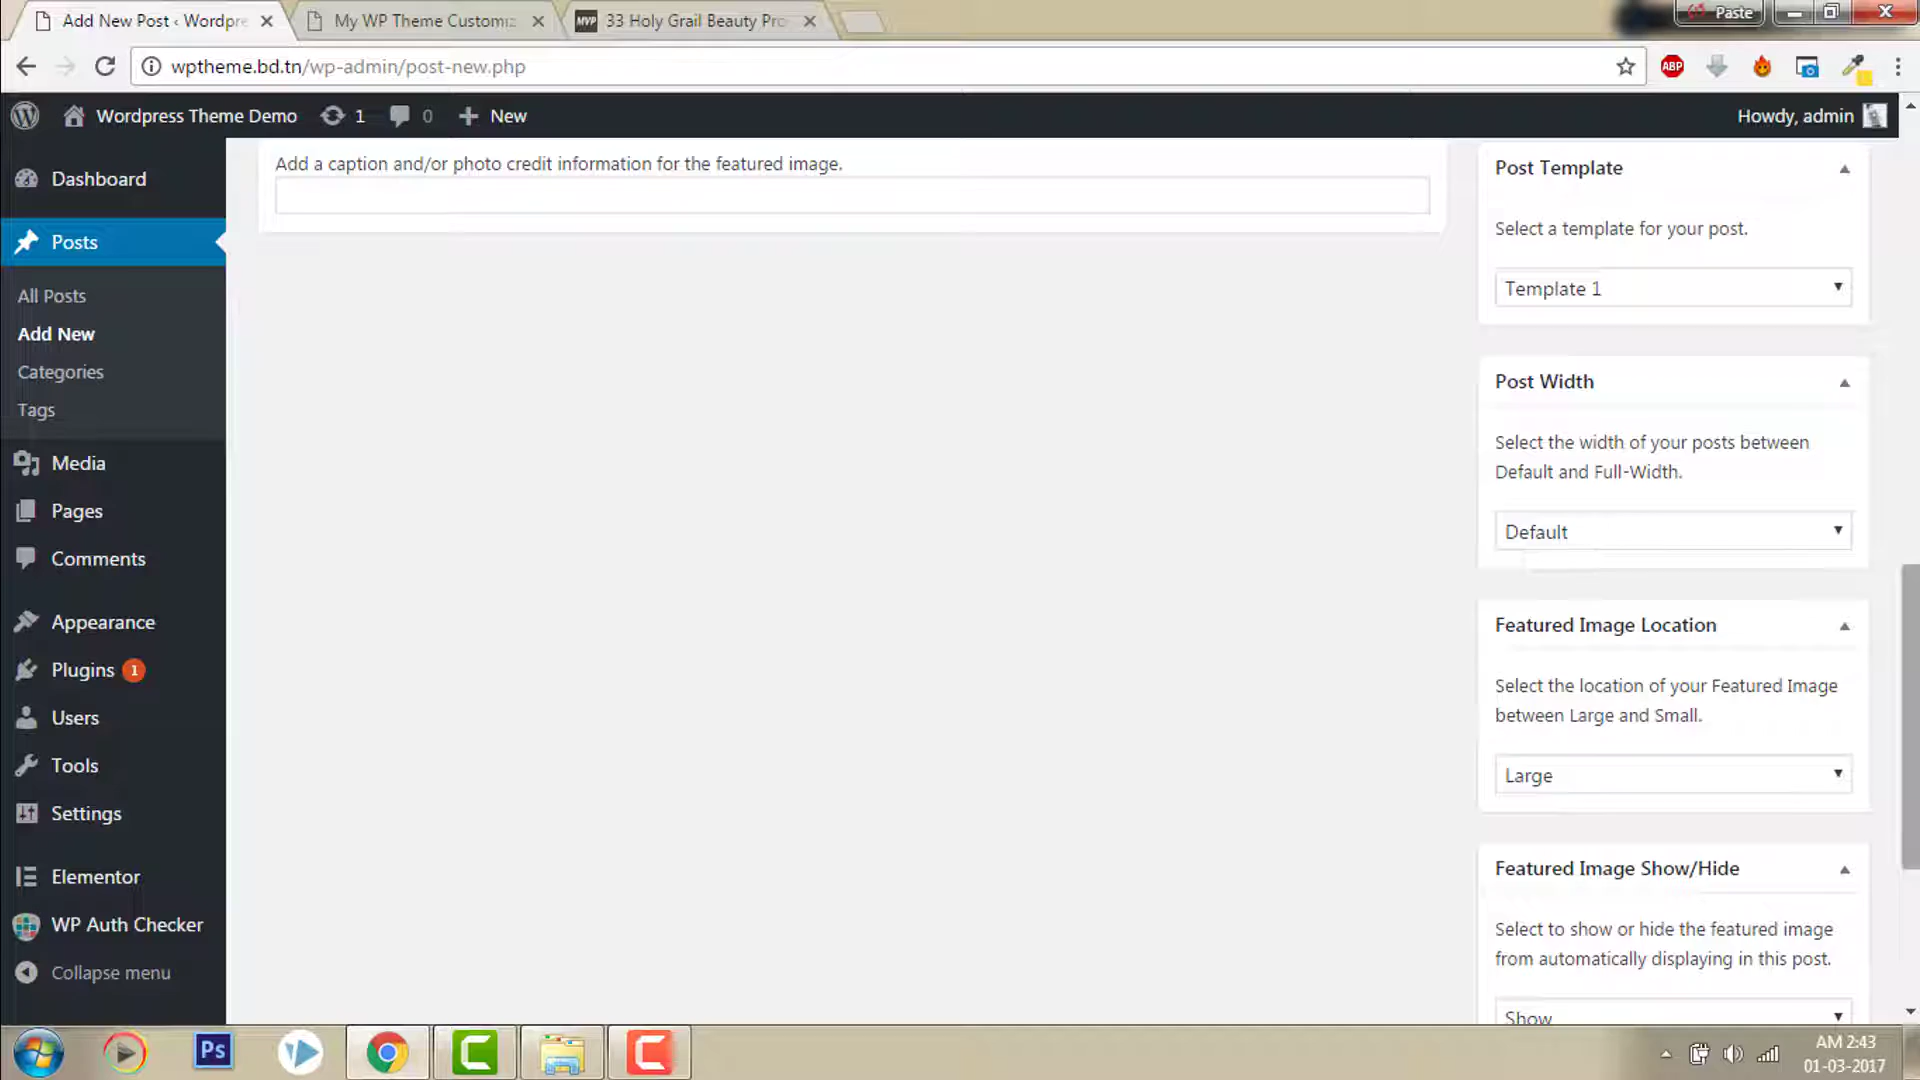 Add New Post ‹ Wordpre
My WP Theme Customiz
MVP
33 Holy Grail Beauty Pro
Paste
wptheme.bd.tn/wp-admin/post-new.php
ABP
Wordpress Theme Demo
1
0
New
Howdy, admin
Dashboard
Posts
All Posts
Add New
Categories
Tags
Media
Pages
Comments
Appearance
Plugins 1
Users
Tools
Settings
Elementor
WP Auth Checker
Collapse menu
Add a caption and/or photo credit information for the featured image.
Post Template
Select a template for your post.
Template 1
Post Width
Select the width of your posts between
Default and Full-Width.
Default
Featured Image Location
Select the location of your Featured Image
between Large and Small.
Large
Featured Image Show/Hide
Select to show or hide the featured image
from automatically displaying in this post.
Show
Ps
AM 2:43
01-03-2017